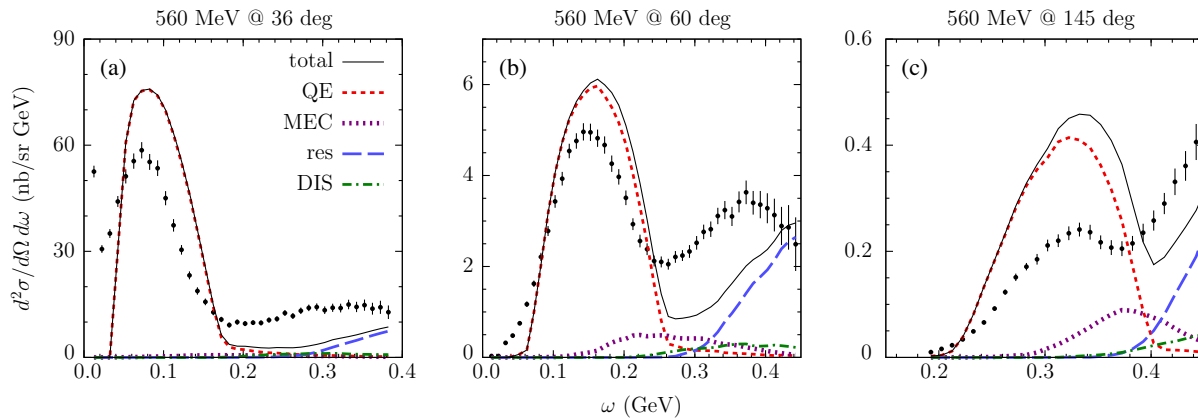 560 MeV @ 36 deg
560 MeV @ 60 deg
560 MeV @ 145 deg
d²σ/dΩ dω (nb/sr GeV)
90
60
30
0
(a)
total
QE
MEC
res
DIS
0.0 0.1 0.2 0.3 0.4
6
4
2
0
(b)
0.0 0.2 0.4
0.6
0.4
0.2
0.0
(c)
0.2 0.3 0.4
ω (GeV)